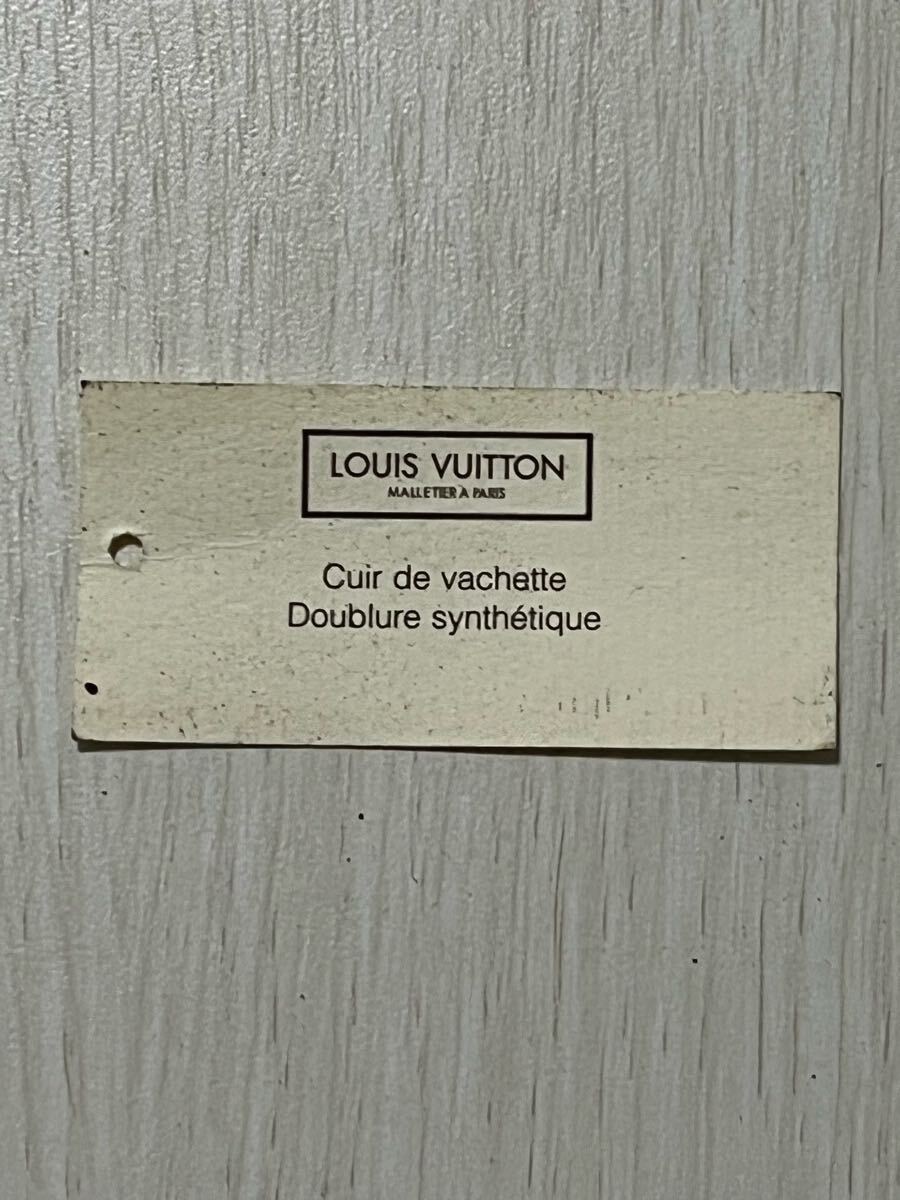 LOUIS VUITTON
MALLETIER À PARIS
Cuir de vachette
Doublure synthétique